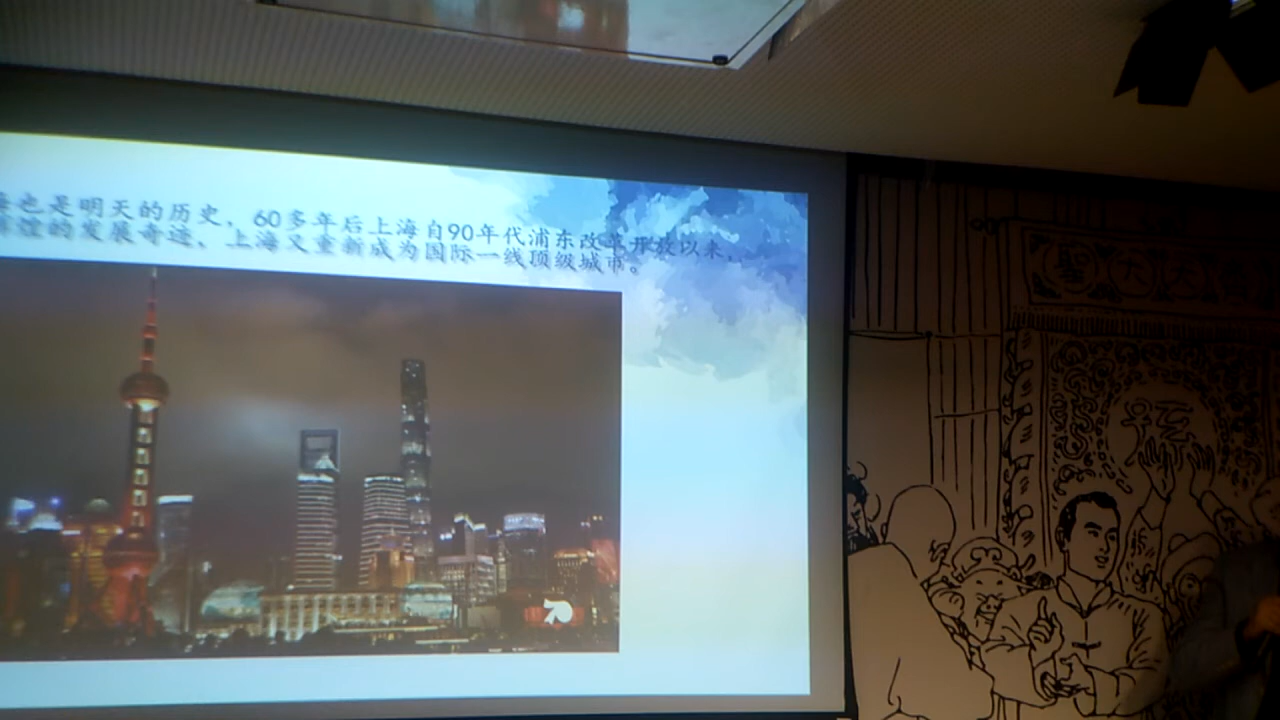 也是明天的历史，60多年后上海自90年代浦东改革开放以来，
煌的发展奇迹，上海又重新成为国际一线顶级城市。
70